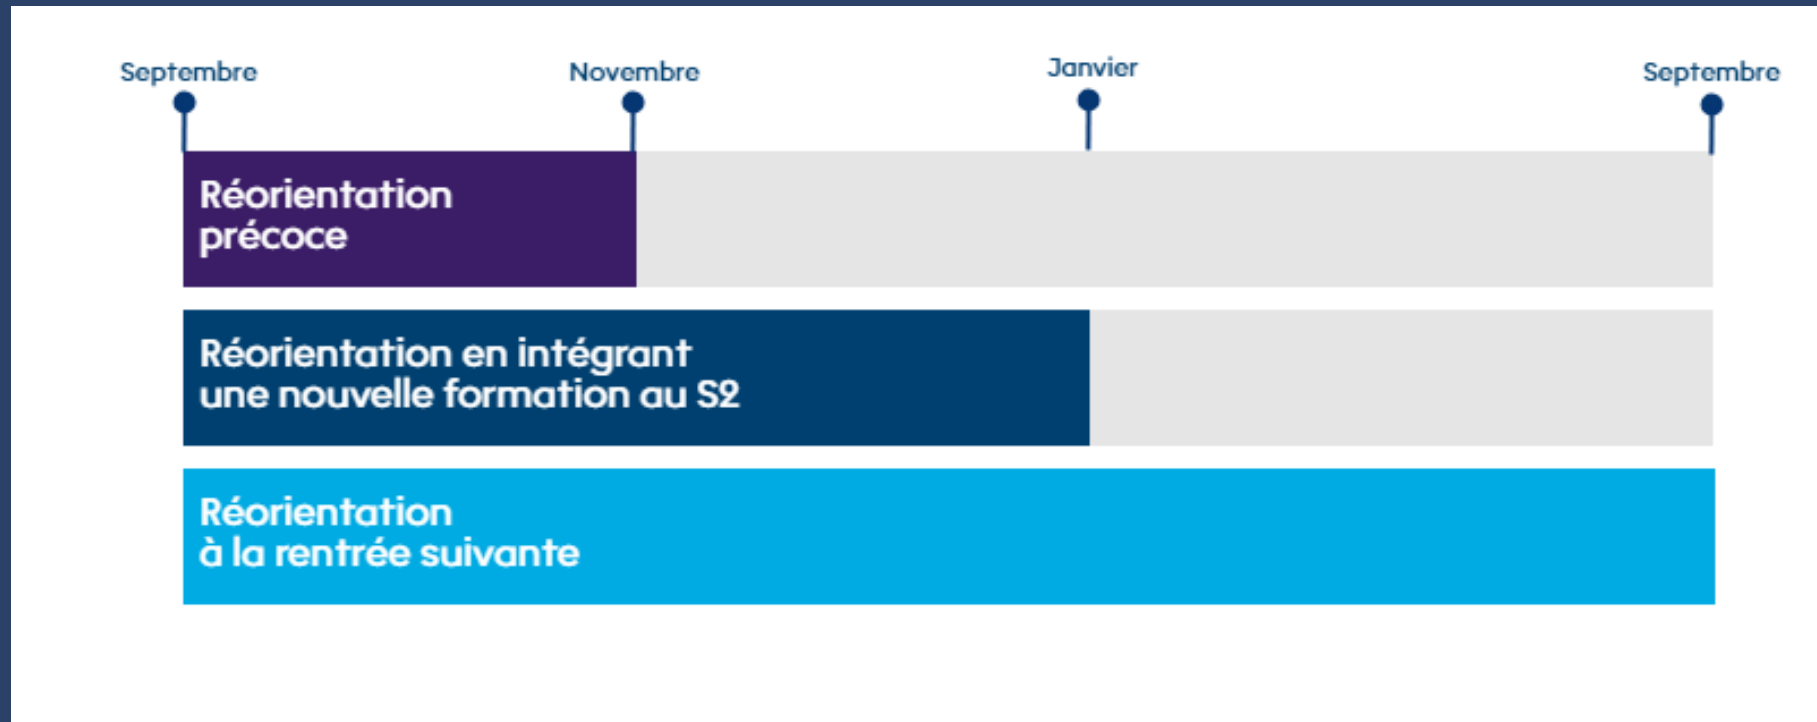 Septembre
Novembre
Janvier
Septembre
Réorientation
précoce
Réorientation en intégrant
une nouvelle formation au S2
Réorientation
à la rentrée suivante